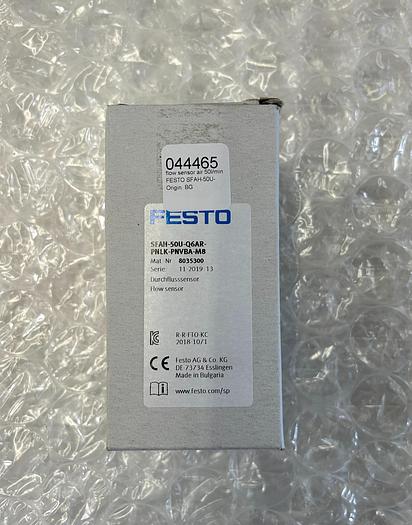 044465
flow sensor air 50l/min
FESTO SFAH-50U-
Origin BG
FESTO
SFAH-50U-Q6AR-
PNLK-PNVBA-M8
Mat Nr 8035300
Serie 11-2019 13
Durchflusssensor
Flow sensor
R-R-FTO-KC
2018-1071
CE Festo AG & Co. KG
DE-73734 Esslingen
Made in Bulgaria
www.festo.com/sp